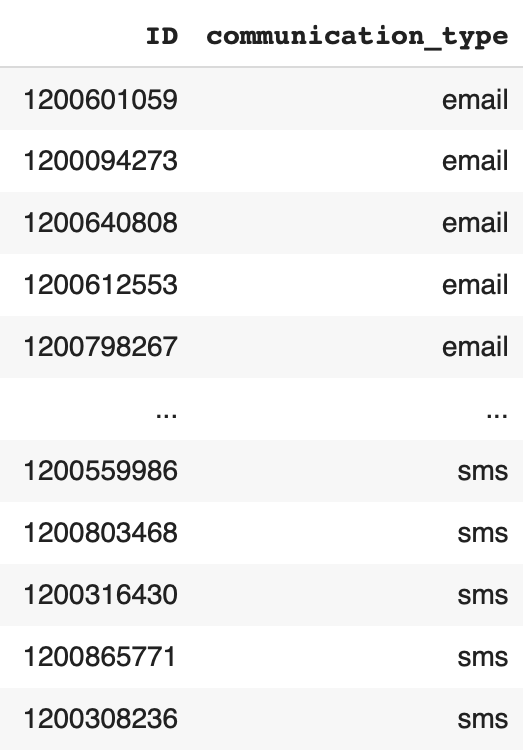 ID communication_type
1200601059 email
1200094273 email
1200640808 email
1200612553 email
1200798267 email
... ...
1200559986 sms
1200803468 sms
1200316430 sms
1200865771 sms
1200308236 sms